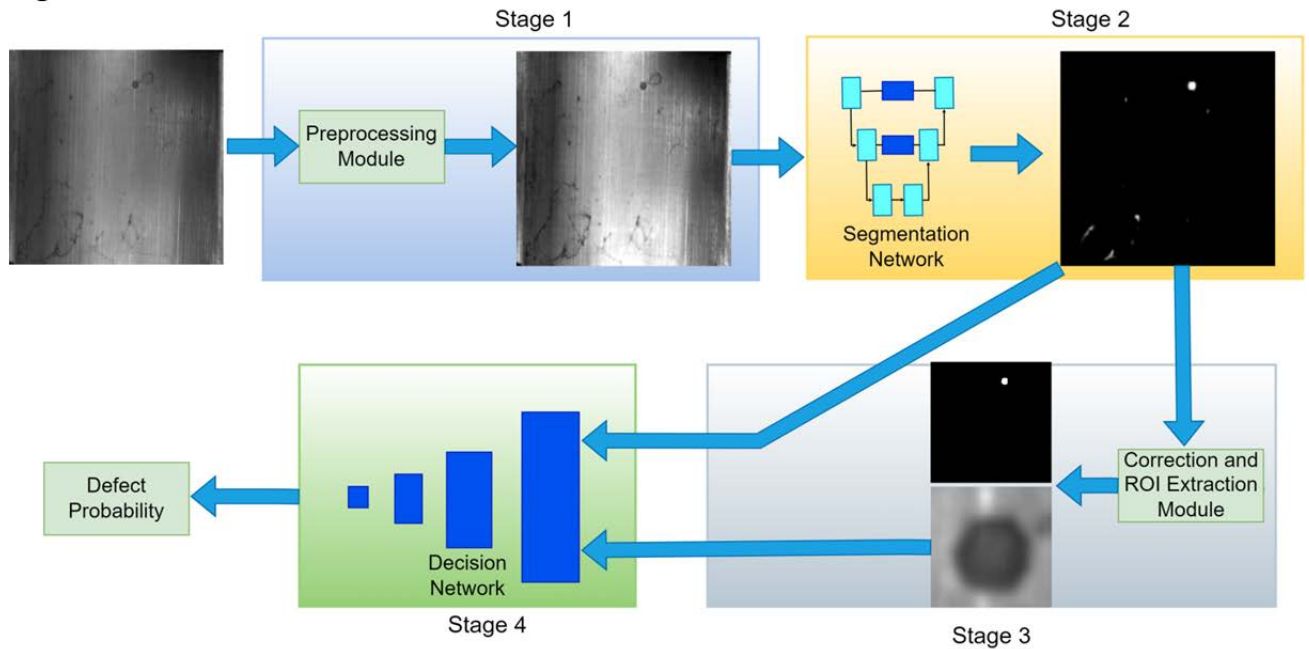 Stage 1
Stage 2
Preprocessing
Module
Segmentation
Network
Correction and
ROI Extraction
Module
Defect
Probability
Decision
Network
Stage 4
Stage 3